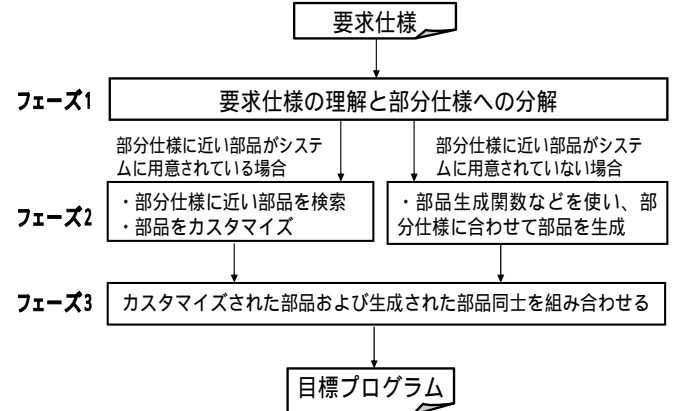 要求仕様
フェーズ1
要求仕様の理解と部分仕様への分解
部分仕様に近い部品がシステ
ムに用意されている場合
部分仕様に近い部品がシステ
ムに用意されていない場合
フェーズ2
・部分仕様に近い部品を検索
・部品をカスタマイズ
・部品生成関数などを使い、部
分仕様に合わせて部品を生成
フェーズ3
カスタマイズされた部品および生成された部品同士を組み合わせる
目標プログラム